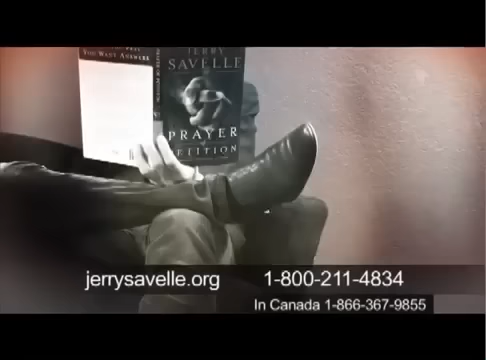 YOU WANT ANSWERS
JERRY
SAVELLE
PRAYER
PETITION
jerrysavelle.org 1-800-211-4834
In Canada 1-866-367-9855